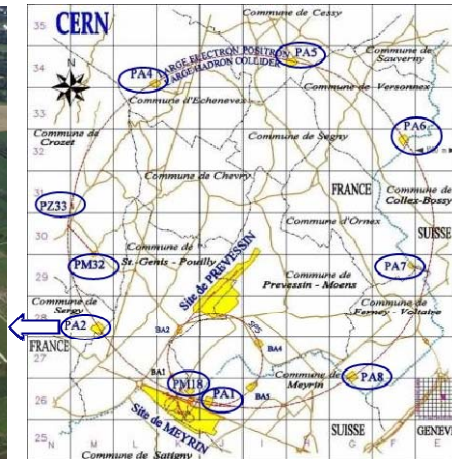 CERN
35
34
33
32
31
30
29
28
27
26
25
Commune de Cessy
PA5
LARGE ELECTRON POSITRON
LARGE HADRON COLLIDER
PA4
Commune de
Sauverny
Commune de Versonnex
Commune d'Echenevex
PA6
Commune de
Crozet
Commune de Segny
Commune de Chevry
FRANCE
Commune de
Collex-Bossy
PZ33
Commune d'Ornex
SUISSE
Commune de
St.-Genis - Pouilly
PM32
Site de PREVESSIN
Commune de
Prevessin - Moens
PA7
Commune de
Sergy
Commune de
Ferney - Voltaire
PA2
FRANCE
BA2
SPS
BA4
BA1
PM18
PA1
BA5
Commune de
Meyrin
PA8
Site de MEYRIN
SUISSE
GENEV
Commune de Satigny
N M L K J I H G F E